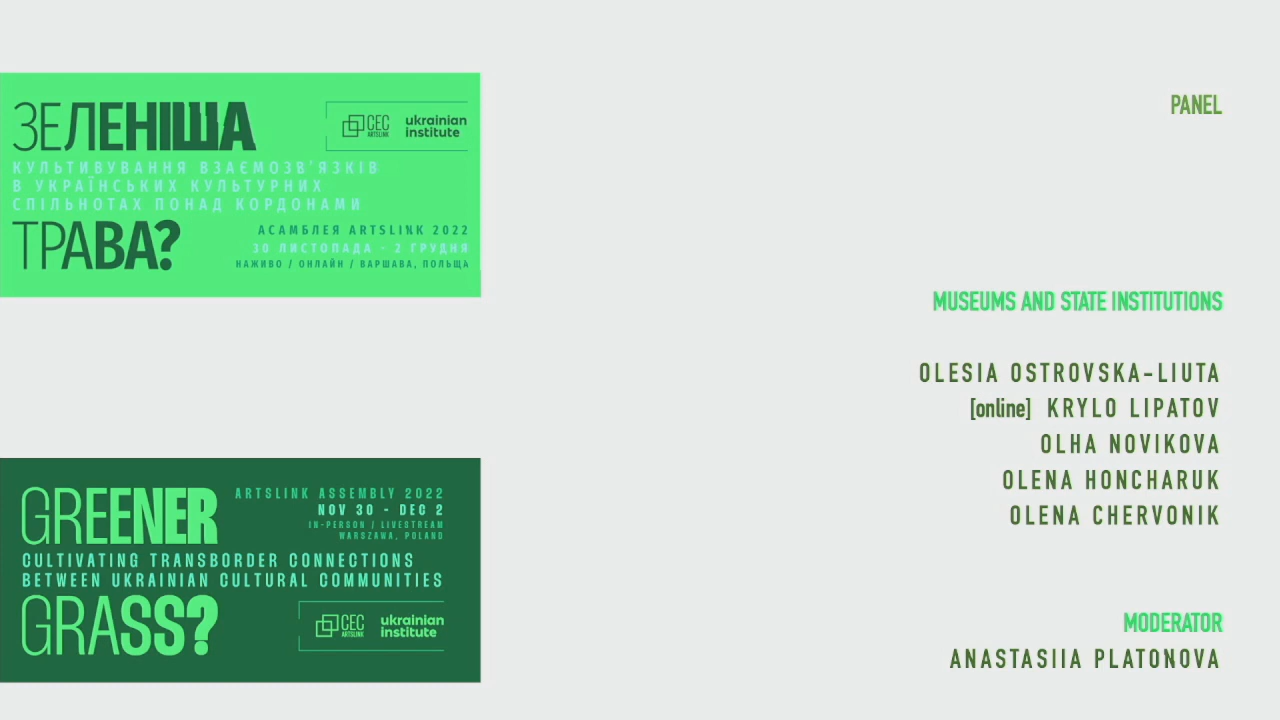 ЗЕЛЕНІША
CEC
ARTSLINK
ukrainian
institute
КУЛЬТИВУВАННЯ ВЗАЄМОЗВ'ЯЗКІВ
В УКРАЇНСЬКИХ КУЛЬТУРНИХ
СПІЛЬНОТАХ ПОНАД КОРДОНАМИ
ТРАВА?
АСАМБЛЕЯ ARTSLINK 2022
30 ЛИСТОПАДА - 2 ГРУДНЯ
НАЖИВО / ОНЛАЙН / ВАРШАВА, ПОЛЬЩА
GREENER
ARTSLINK ASSEMBLY 2022
NOV 30 - DEC 2
IN-PERSON / LIVESTREAM
WARSZAWA, POLAND
CULTIVATING TRANSBORDER CONNECTIONS
BETWEEN UKRAINIAN CULTURAL COMMUNITIES
GRASS?
CEC
ARTSLINK
ukrainian
institute
PANEL
MUSEUMS AND STATE INSTITUTIONS
OLESIA OSTROVSKA-LIUTA
[online] KRYLO LIPATOV
OLHA NOVIKOVA
OLENA HONCHARUK
OLENA CHERVONIK
MODERATOR
ANASTASIIA PLATONOVA